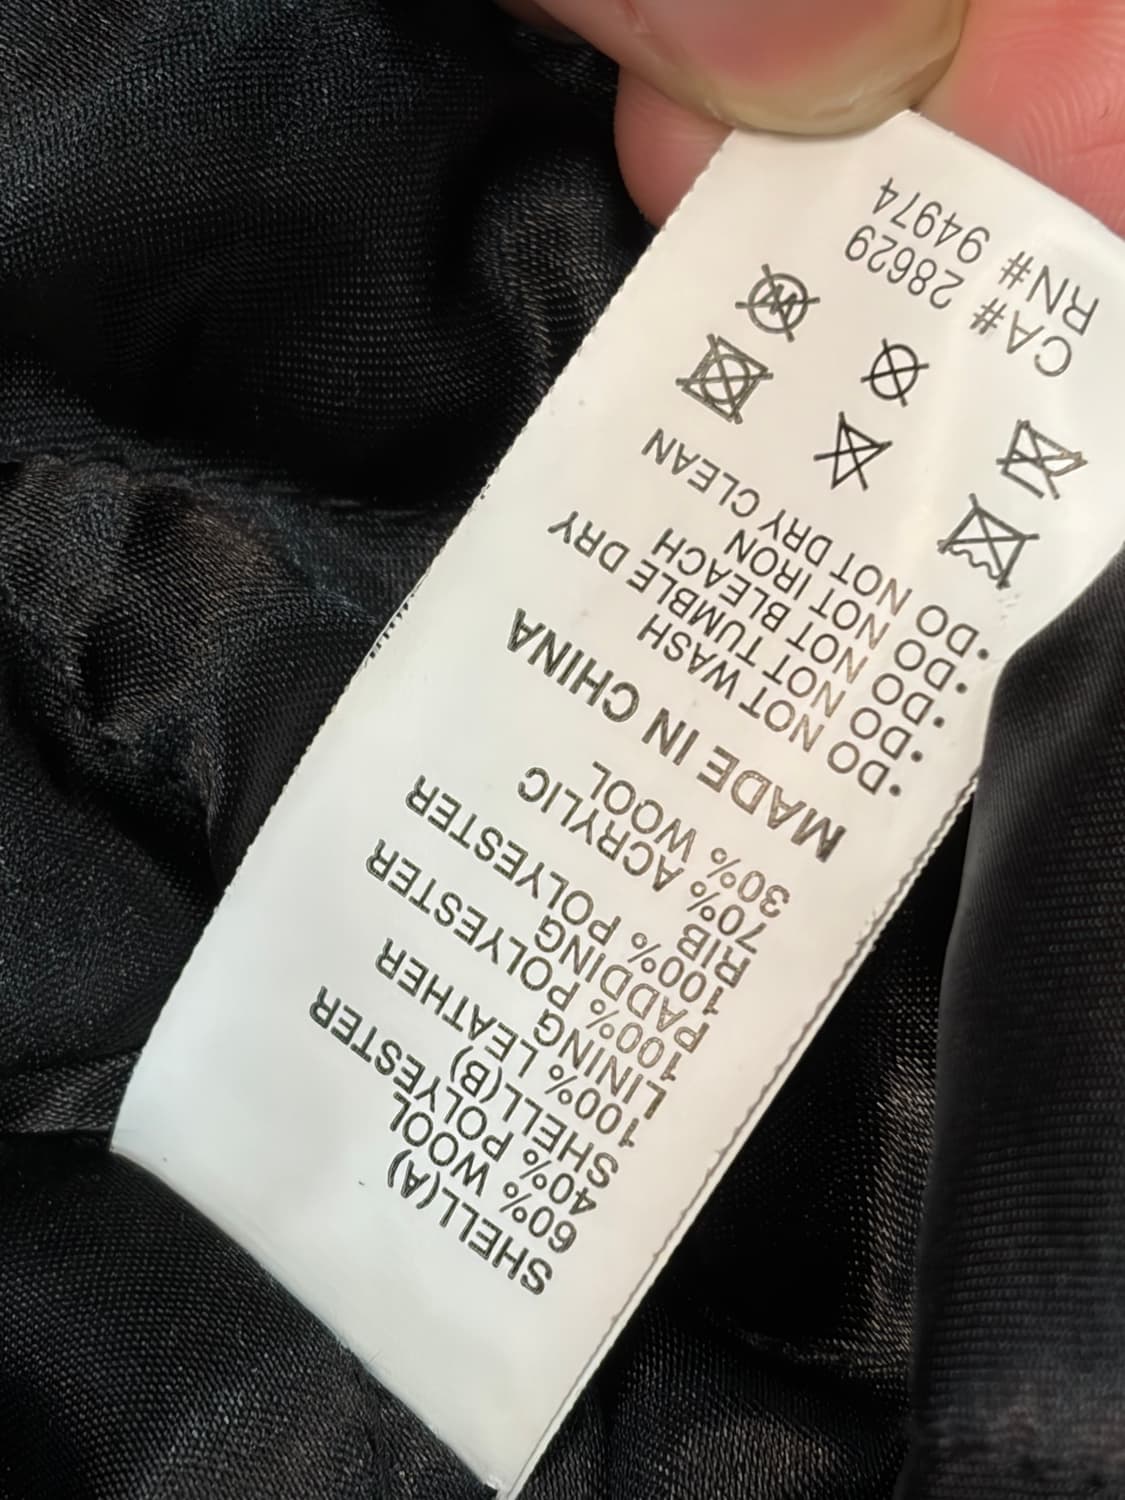 SHELL(A)
60% WOOL
40% POLYESTER
SHELL(B)
100% LEATHER
LINING
100% POLYESTER
PADDING
100% POLYESTER
RIB
70% ACRYLIC
30% WOOL
MADE IN CHINA
•DO NOT WASH
•DO NOT TUMBLE DRY
•DO NOT BLEACH
•DO NOT IRON
•DO NOT DRY CLEAN
W
CA# 28629
RN# 94974